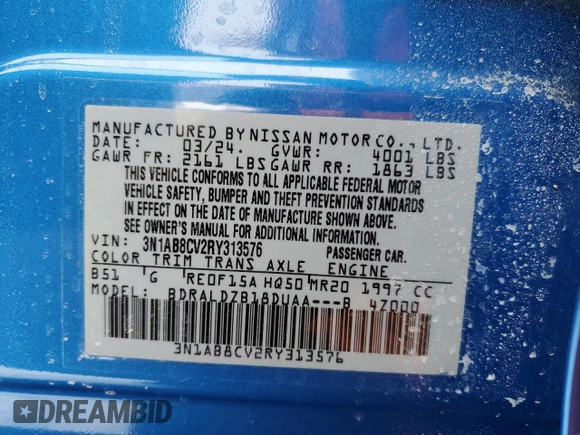 MANUFACTURED BY NISSAN MOTOR CO., LTD.
DATE: 03/24. GVWR: 4001 LBS
GAWR FR: 2161 LBS GAWR RR: 1863 LBS
THIS VEHICLE CONFORMS TO ALL APPLICABLE FEDERAL MOTOR
VEHICLE SAFETY, BUMPER AND THEFT PREVENTION STANDARDS
IN EFFECT ON THE DATE OF MANUFACTURE SHOWN ABOVE.
SEE OWNER'S MANUAL FOR ADDITIONAL INFORMATION.
VIN: 3N1AB8CV2RY313576 PASSENGER CAR.
COLOR TRIM TRANS AXLE ENGINE
B51 G RE0F15A HQ50 MR20 1997 CC
MODEL: BDRALDZB18DUAA---B 47000
3N1AB8CV2RY313576
DREAMBID